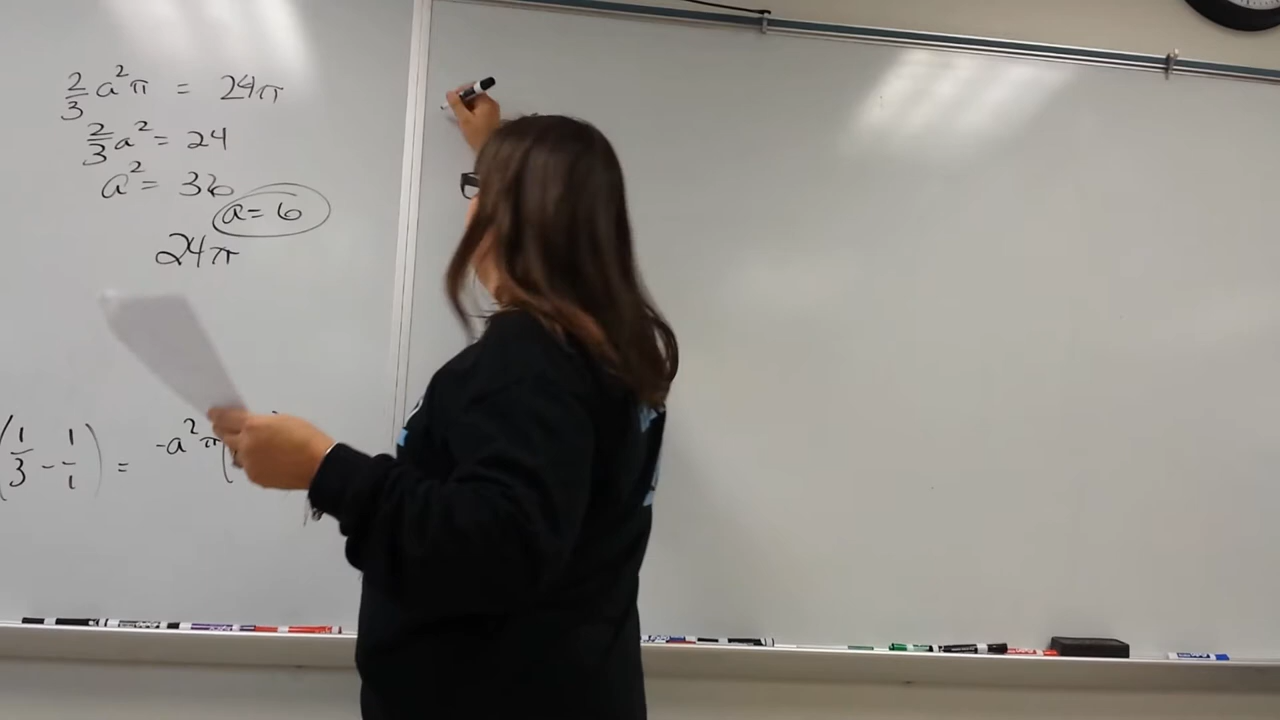 2/3 a²π = 24π
2/3 a² = 24
a² = 36
a = 6
24π
(1/3 - 1/1) = -a²π(